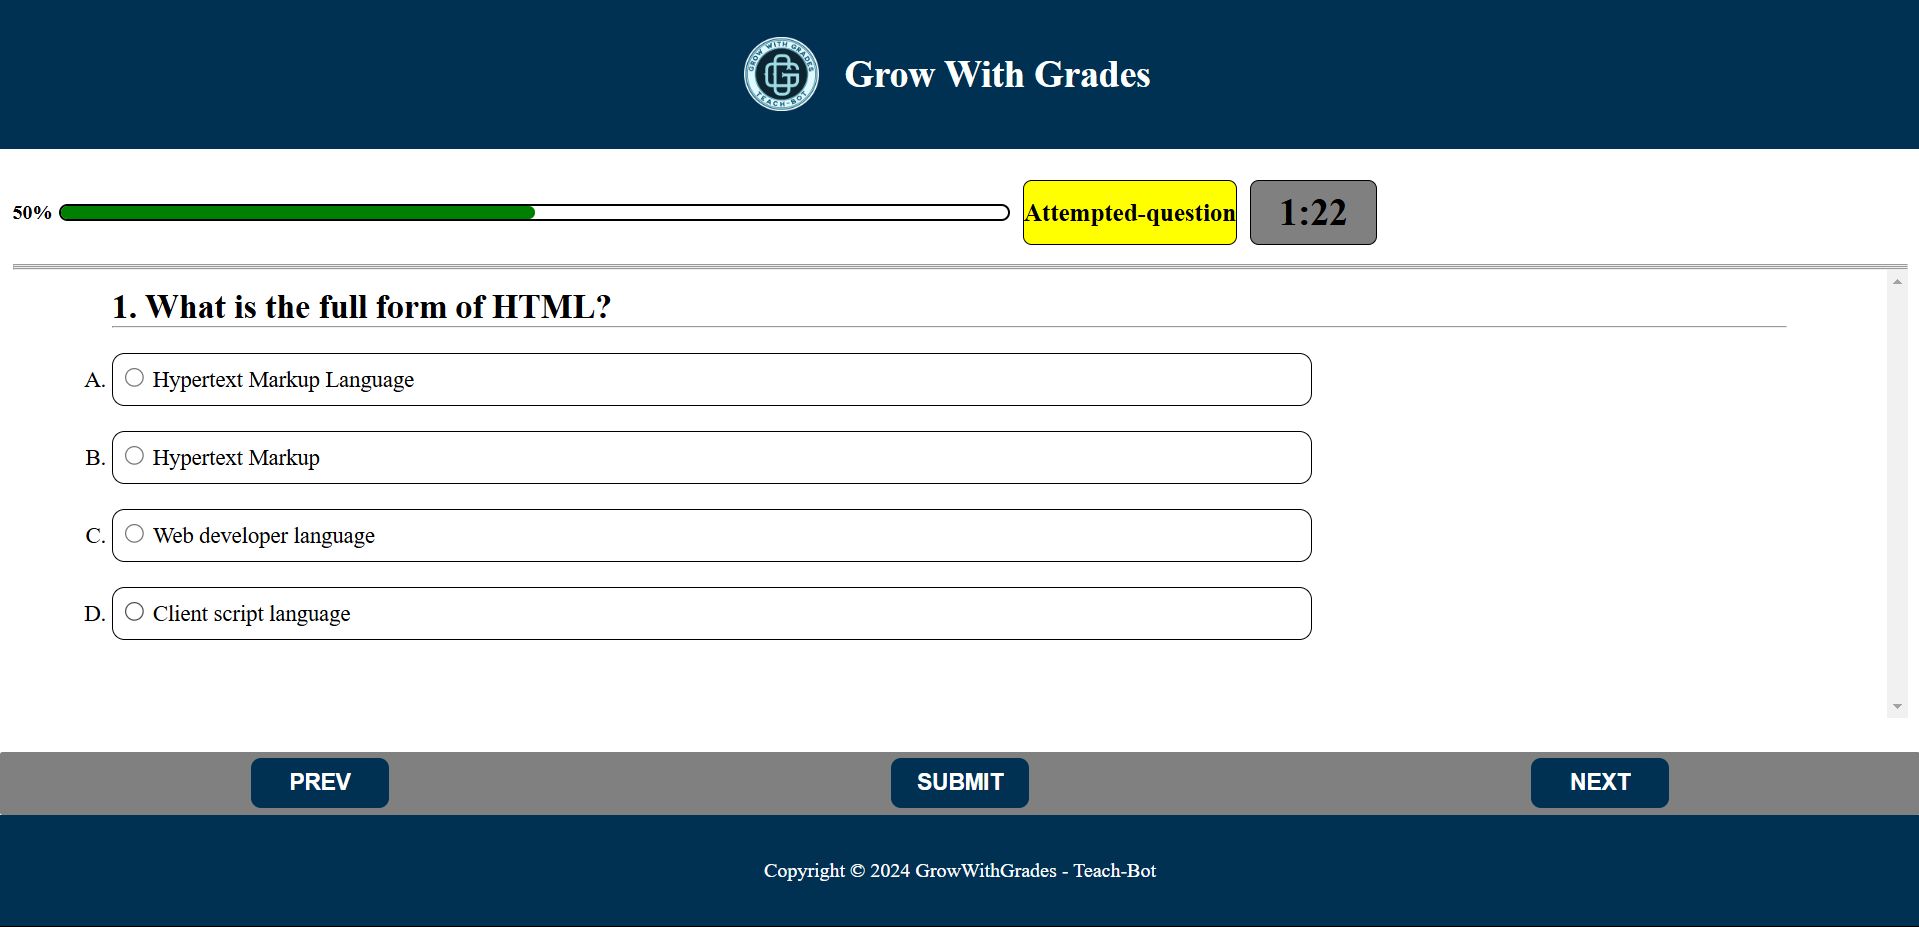 GROW WITH GRADES
TEACH-BOT
Grow With Grades
50%
Attempted-question
1:22
1. What is the full form of HTML?
A. Hypertext Markup Language
B. Hypertext Markup
C. Web developer language
D. Client script language
PREV
SUBMIT
NEXT
Copyright © 2024 GrowWithGrades - Teach-Bot